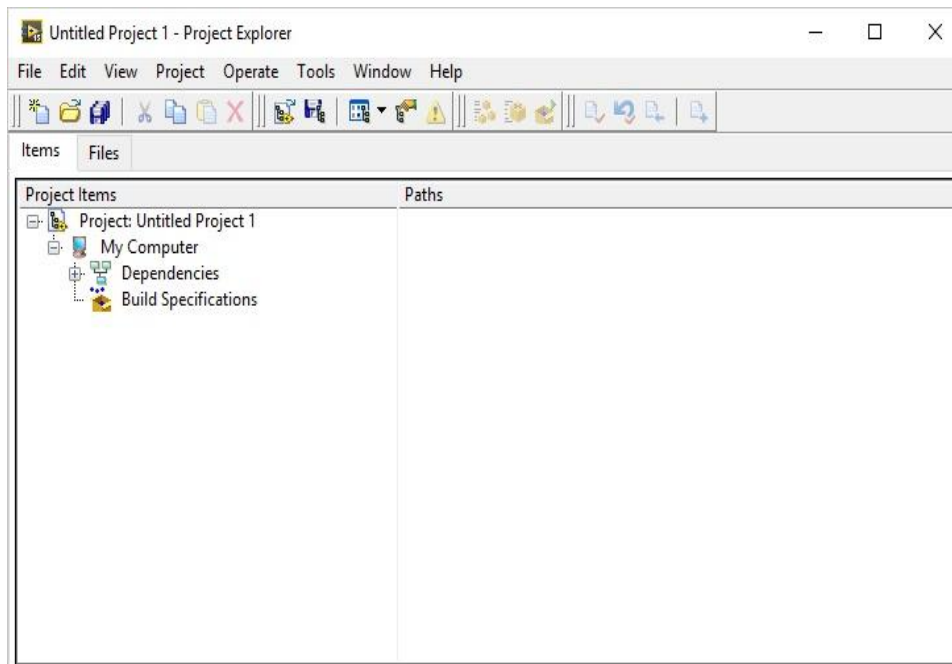 Untitled Project 1 - Project Explorer
File Edit View Project Operate Tools Window Help
Items Files
Project Items Paths
Project: Untitled Project 1
My Computer
Dependencies
Build Specifications